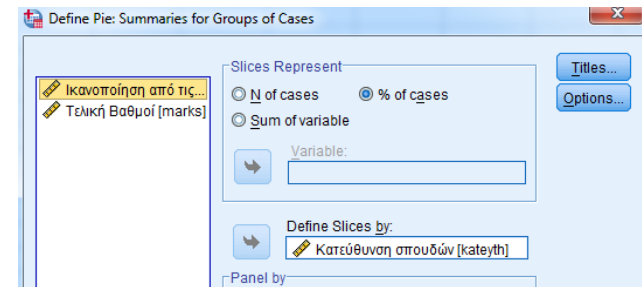 Define Pie: Summaries for Groups of Cases
Slices Represent
N of cases % of cases
Sum of variable
Variable:
Ικανοποίηση από τις...
Τελική Βαθμοί [marks]
Titles...
Options...
Define Slices by:
Κατεύθυνση σπουδών [kateyth]
Panel by